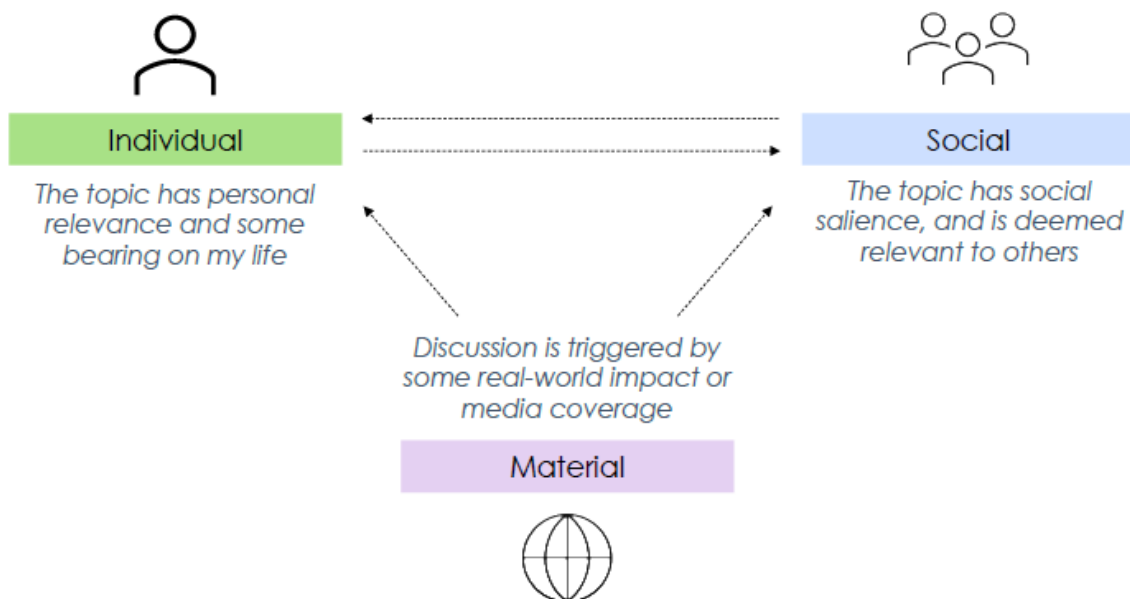 Individual
The topic has personal
relevance and some
bearing on my life
Social
The topic has social
salience, and is deemed
relevant to others
Discussion is triggered by
some real-world impact or
media coverage
Material